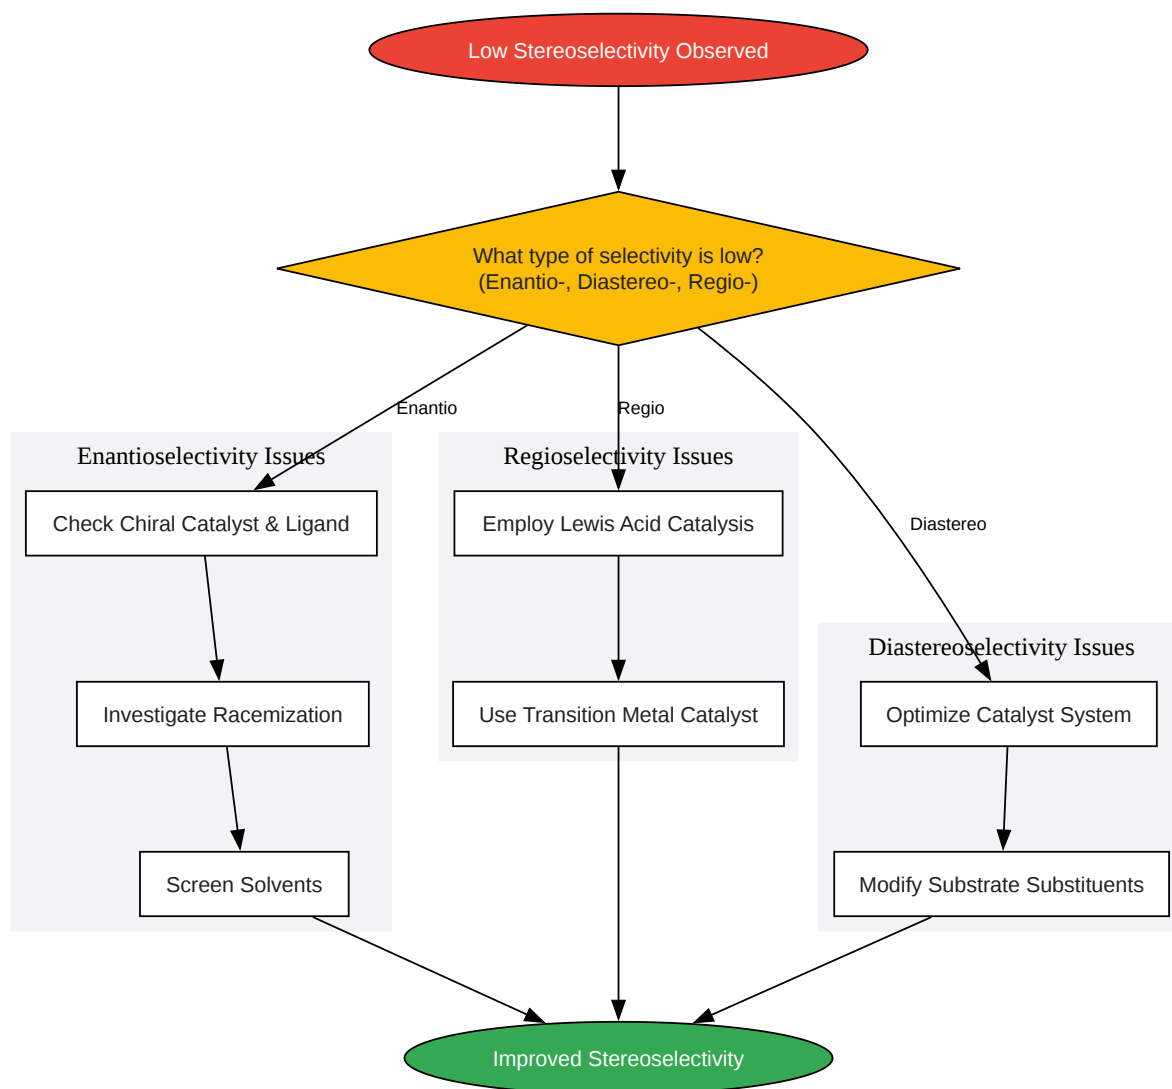 Low Stereoselectivity Observed
What type of selectivity is low?
(Enantio-, Diastereo-, Regio-)
Enantio
Regio
Diastereo
Enantioselectivity Issues
Check Chiral Catalyst & Ligand
Investigate Racemization
Screen Solvents
Regioselectivity Issues
Employ Lewis Acid Catalysis
Use Transition Metal Catalyst
Diastereoselectivity Issues
Optimize Catalyst System
Modify Substrate Substituents
Improved Stereoselectivity